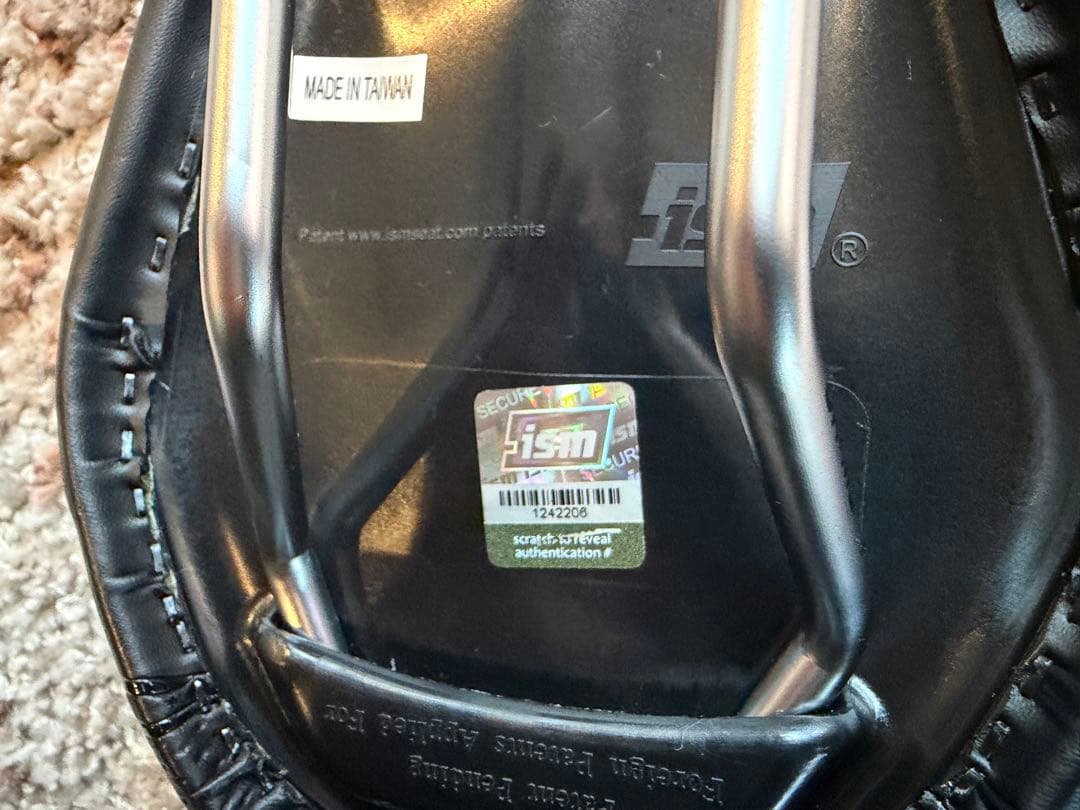 MADE IN TAIWAN
ism®
Patent www.ismseat.com patents
SECURE
ism
1242206
scratch to reveal
authentication #
Foreign Patents Applied For
Patent Pending